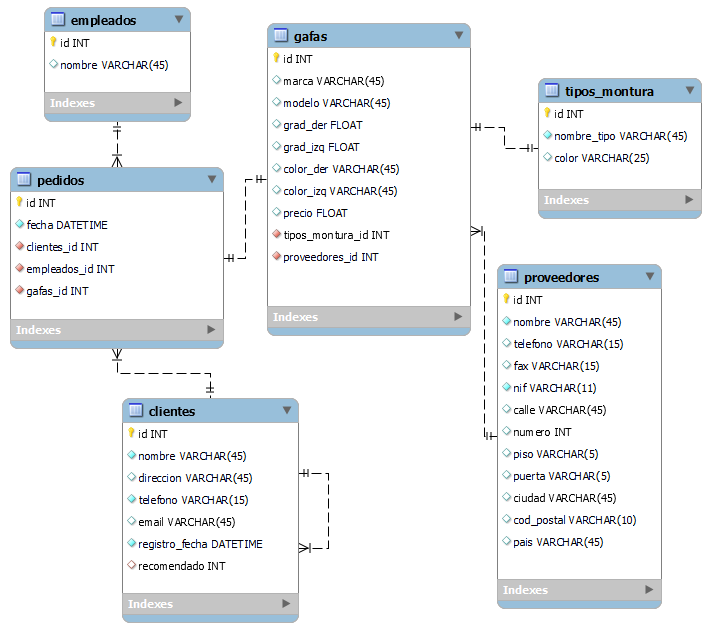 empleados
id INT
nombre VARCHAR(45)
Indexes
pedidos
id INT
fecha DATETIME
clientes_id INT
empleados_id INT
gafas_id INT
Indexes
gafas
id INT
marca VARCHAR(45)
modelo VARCHAR(45)
grad_der FLOAT
grad_izq FLOAT
color_der VARCHAR(45)
color_izq VARCHAR(45)
precio FLOAT
tipos_montura_id INT
proveedores_id INT
Indexes
tipos_montura
id INT
nombre_tipo VARCHAR(45)
color VARCHAR(25)
Indexes
proveedores
id INT
nombre VARCHAR(45)
telefono VARCHAR(15)
fax VARCHAR(15)
nif VARCHAR(11)
calle VARCHAR(45)
numero INT
piso VARCHAR(5)
puerta VARCHAR(5)
ciudad VARCHAR(45)
cod_postal VARCHAR(10)
pais VARCHAR(45)
Indexes
clientes
id INT
nombre VARCHAR(45)
direccion VARCHAR(45)
telefono VARCHAR(15)
email VARCHAR(45)
registro_fecha DATETIME
recomendado INT
Indexes